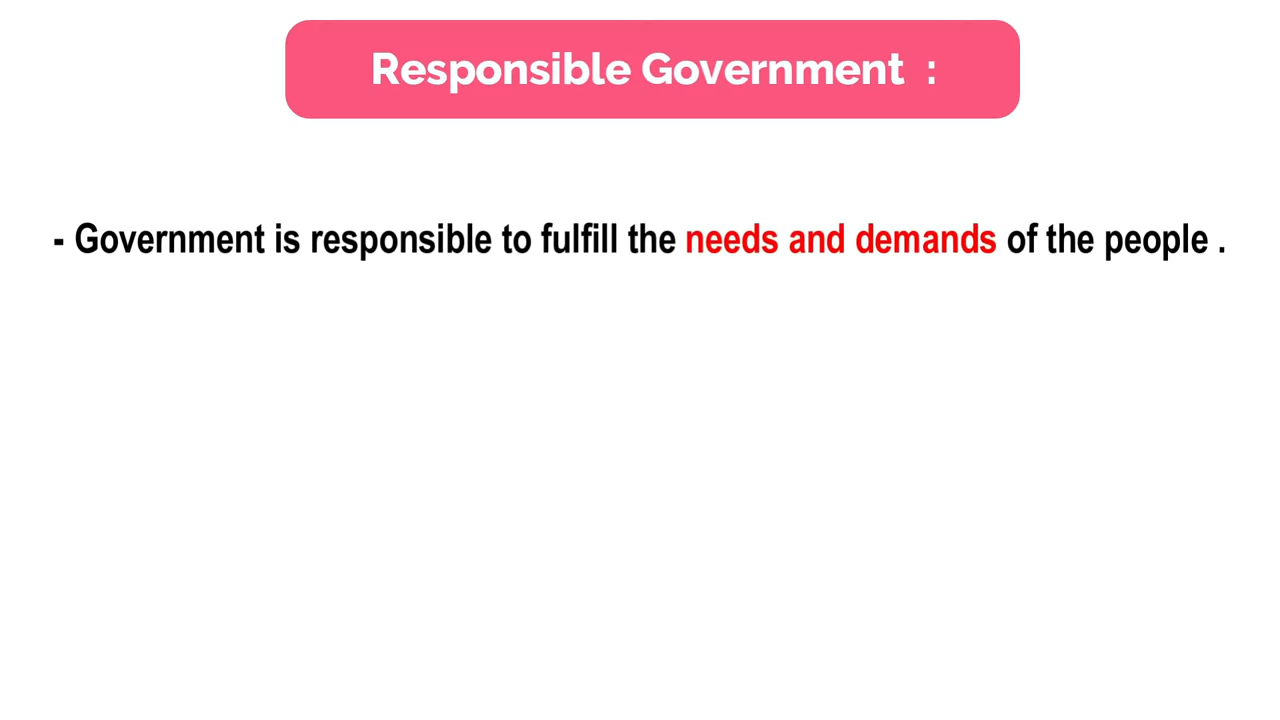 Responsible Government :
- Government is responsible to fulfill the needs and demands of the people .